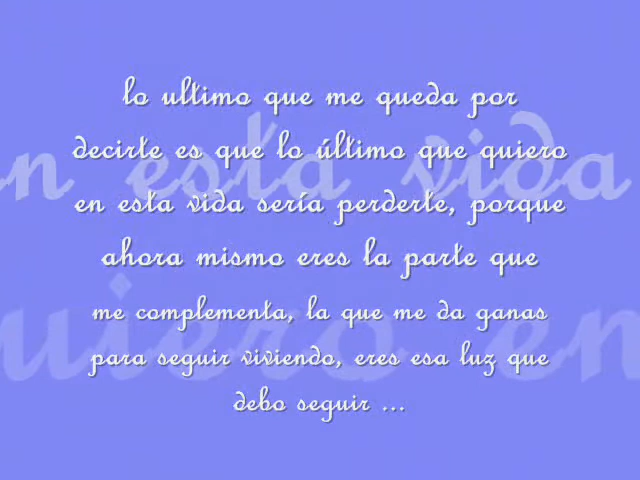 lo ultimo que me queda por
decirte es que lo último que quiero
en esta vida sería perderte, porque
ahora mismo eres la parte que
me complementa, la que me da ganas
para seguir viviendo, eres esa luz que
debo seguir ...
n esta vida
uiero en